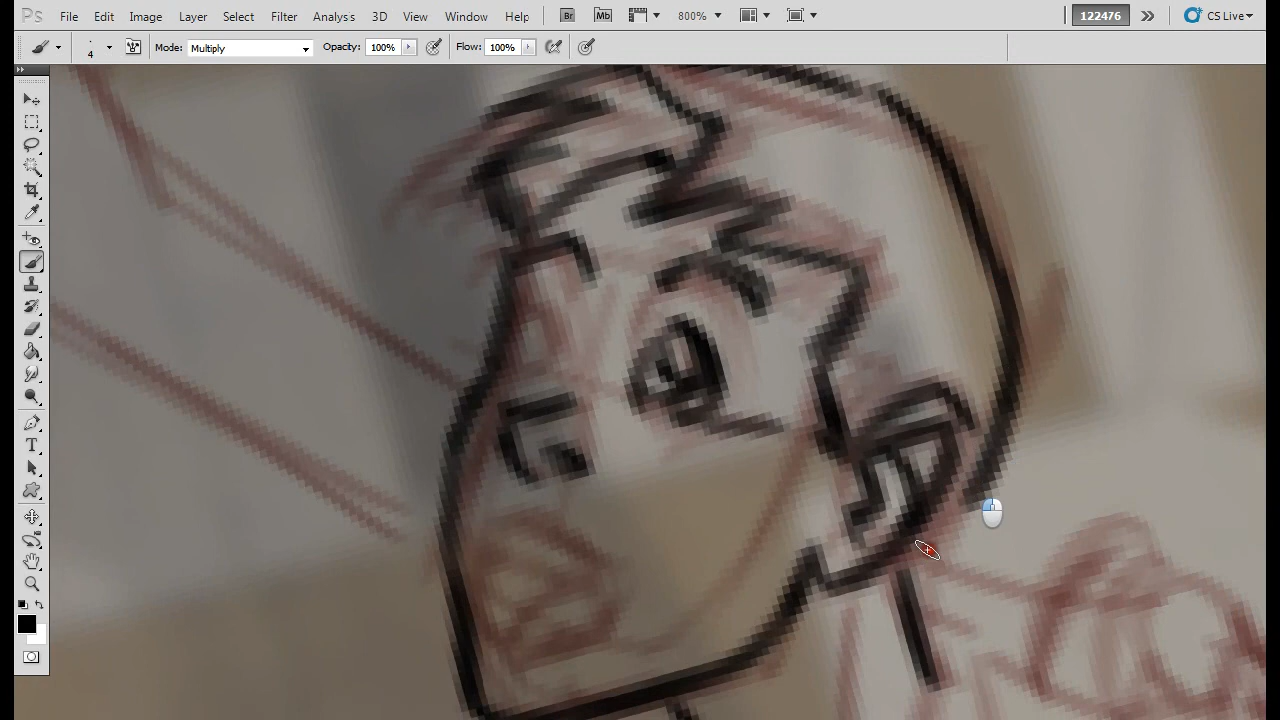 Ps File Edit Image Layer Select Filter Analysis 3D View Window Help Br Mb 800% 122476 CS Live
4 Mode: Multiply Opacity: 100% Flow: 100%
T